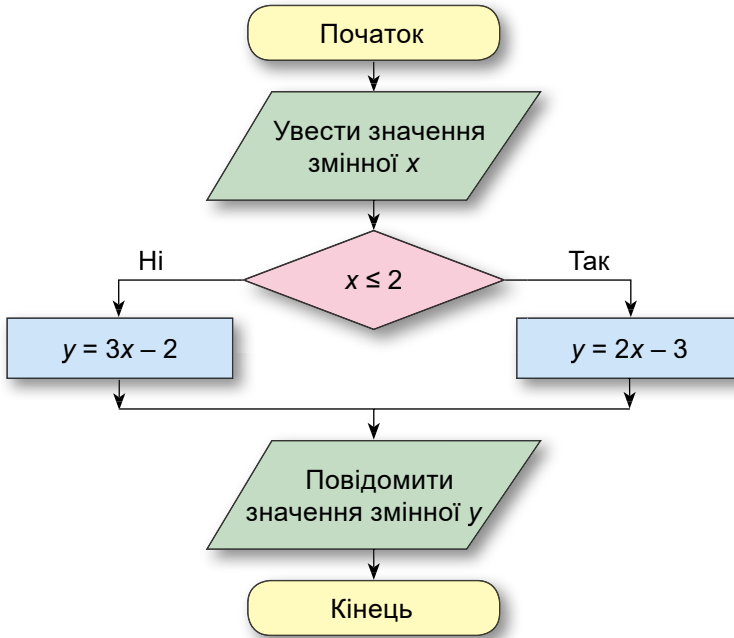 Початок
Увести значення
змінної x
Ні
x ≤ 2
Так
y = 3x – 2
y = 2x – 3
Повідомити
значення змінної y
Кінець